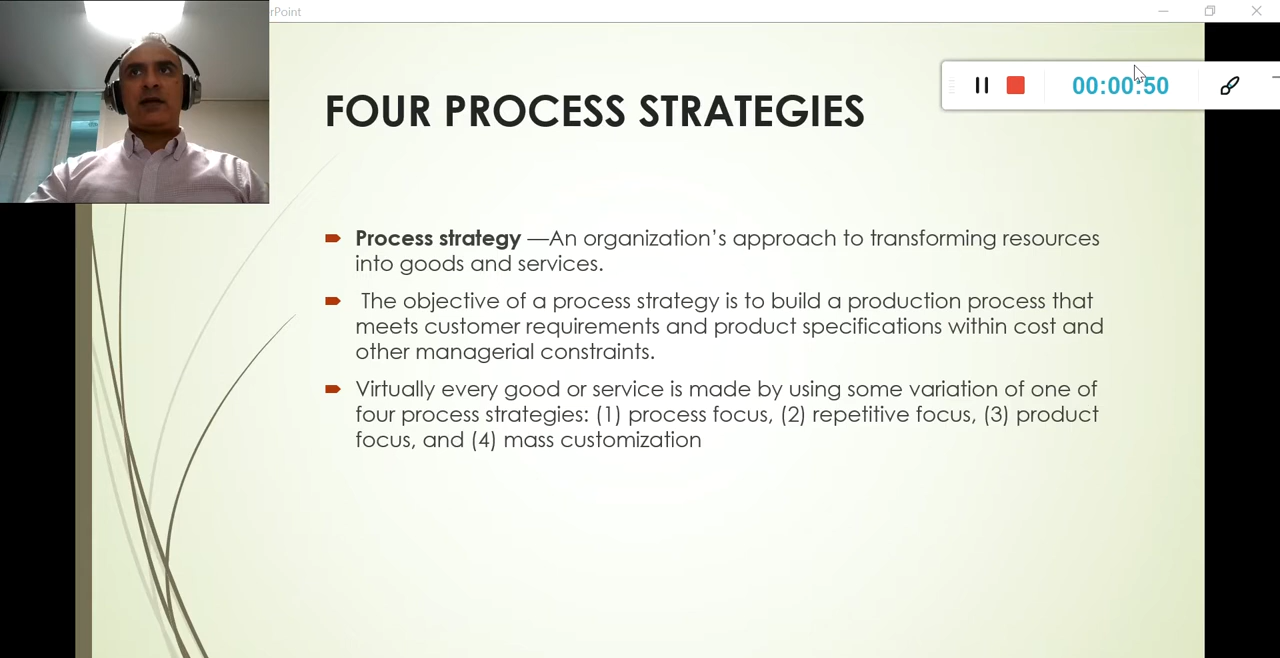 rPoint
00:00:50
FOUR PROCESS STRATEGIES
Process strategy —An organization’s approach to transforming resources
into goods and services.
The objective of a process strategy is to build a production process that
meets customer requirements and product specifications within cost and
other managerial constraints.
Virtually every good or service is made by using some variation of one of
four process strategies: (1) process focus, (2) repetitive focus, (3) product
focus, and (4) mass customization